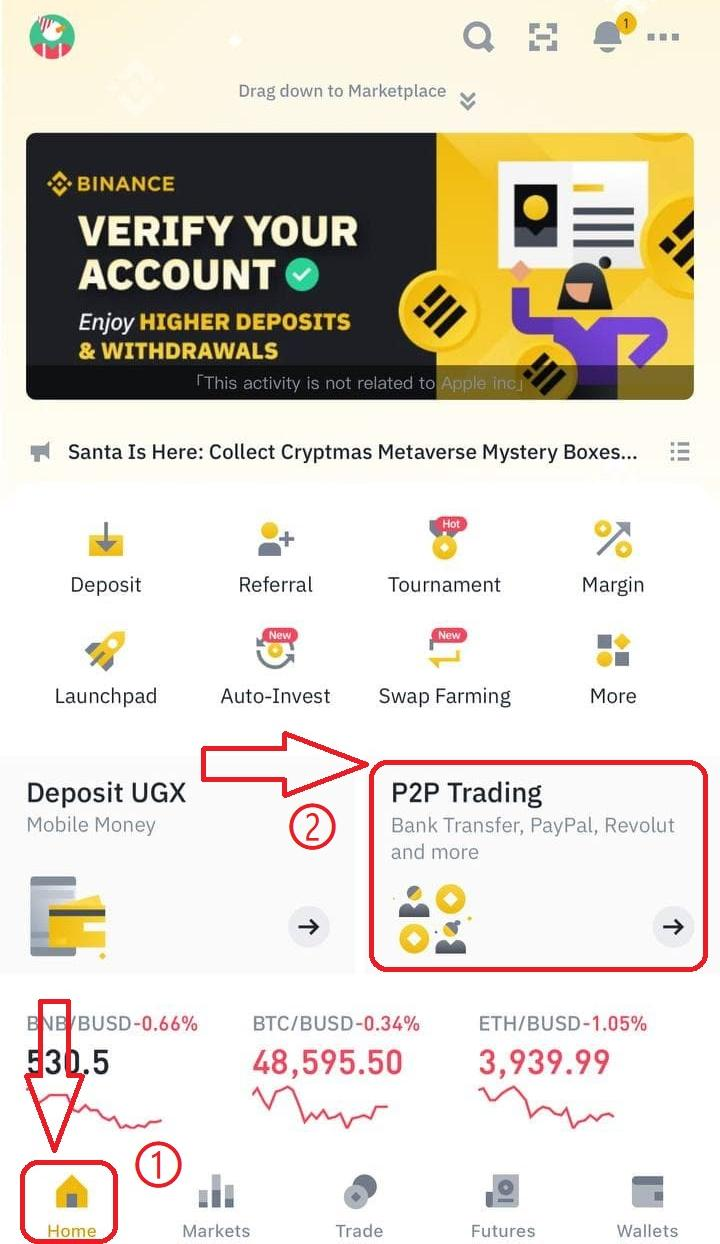 1
Drag down to Marketplace
BINANCE
VERIFY YOUR
ACCOUNT
Enjoy HIGHER DEPOSITS
& WITHDRAWALS
「This activity is not related to Apple inc」
Santa Is Here: Collect Cryptmas Metaverse Mystery Boxes...
Hot
Deposit Referral Tournament Margin
New New
Launchpad Auto-Invest Swap Farming More
Deposit UGX
Mobile Money
②
P2P Trading
Bank Transfer, PayPal, Revolut
and more
BNB/BUSD-0.66% BTC/BUSD-0.34% ETH/BUSD-1.05%
530.5 48,595.50 3,939.99
①
Home Markets Trade Futures Wallets